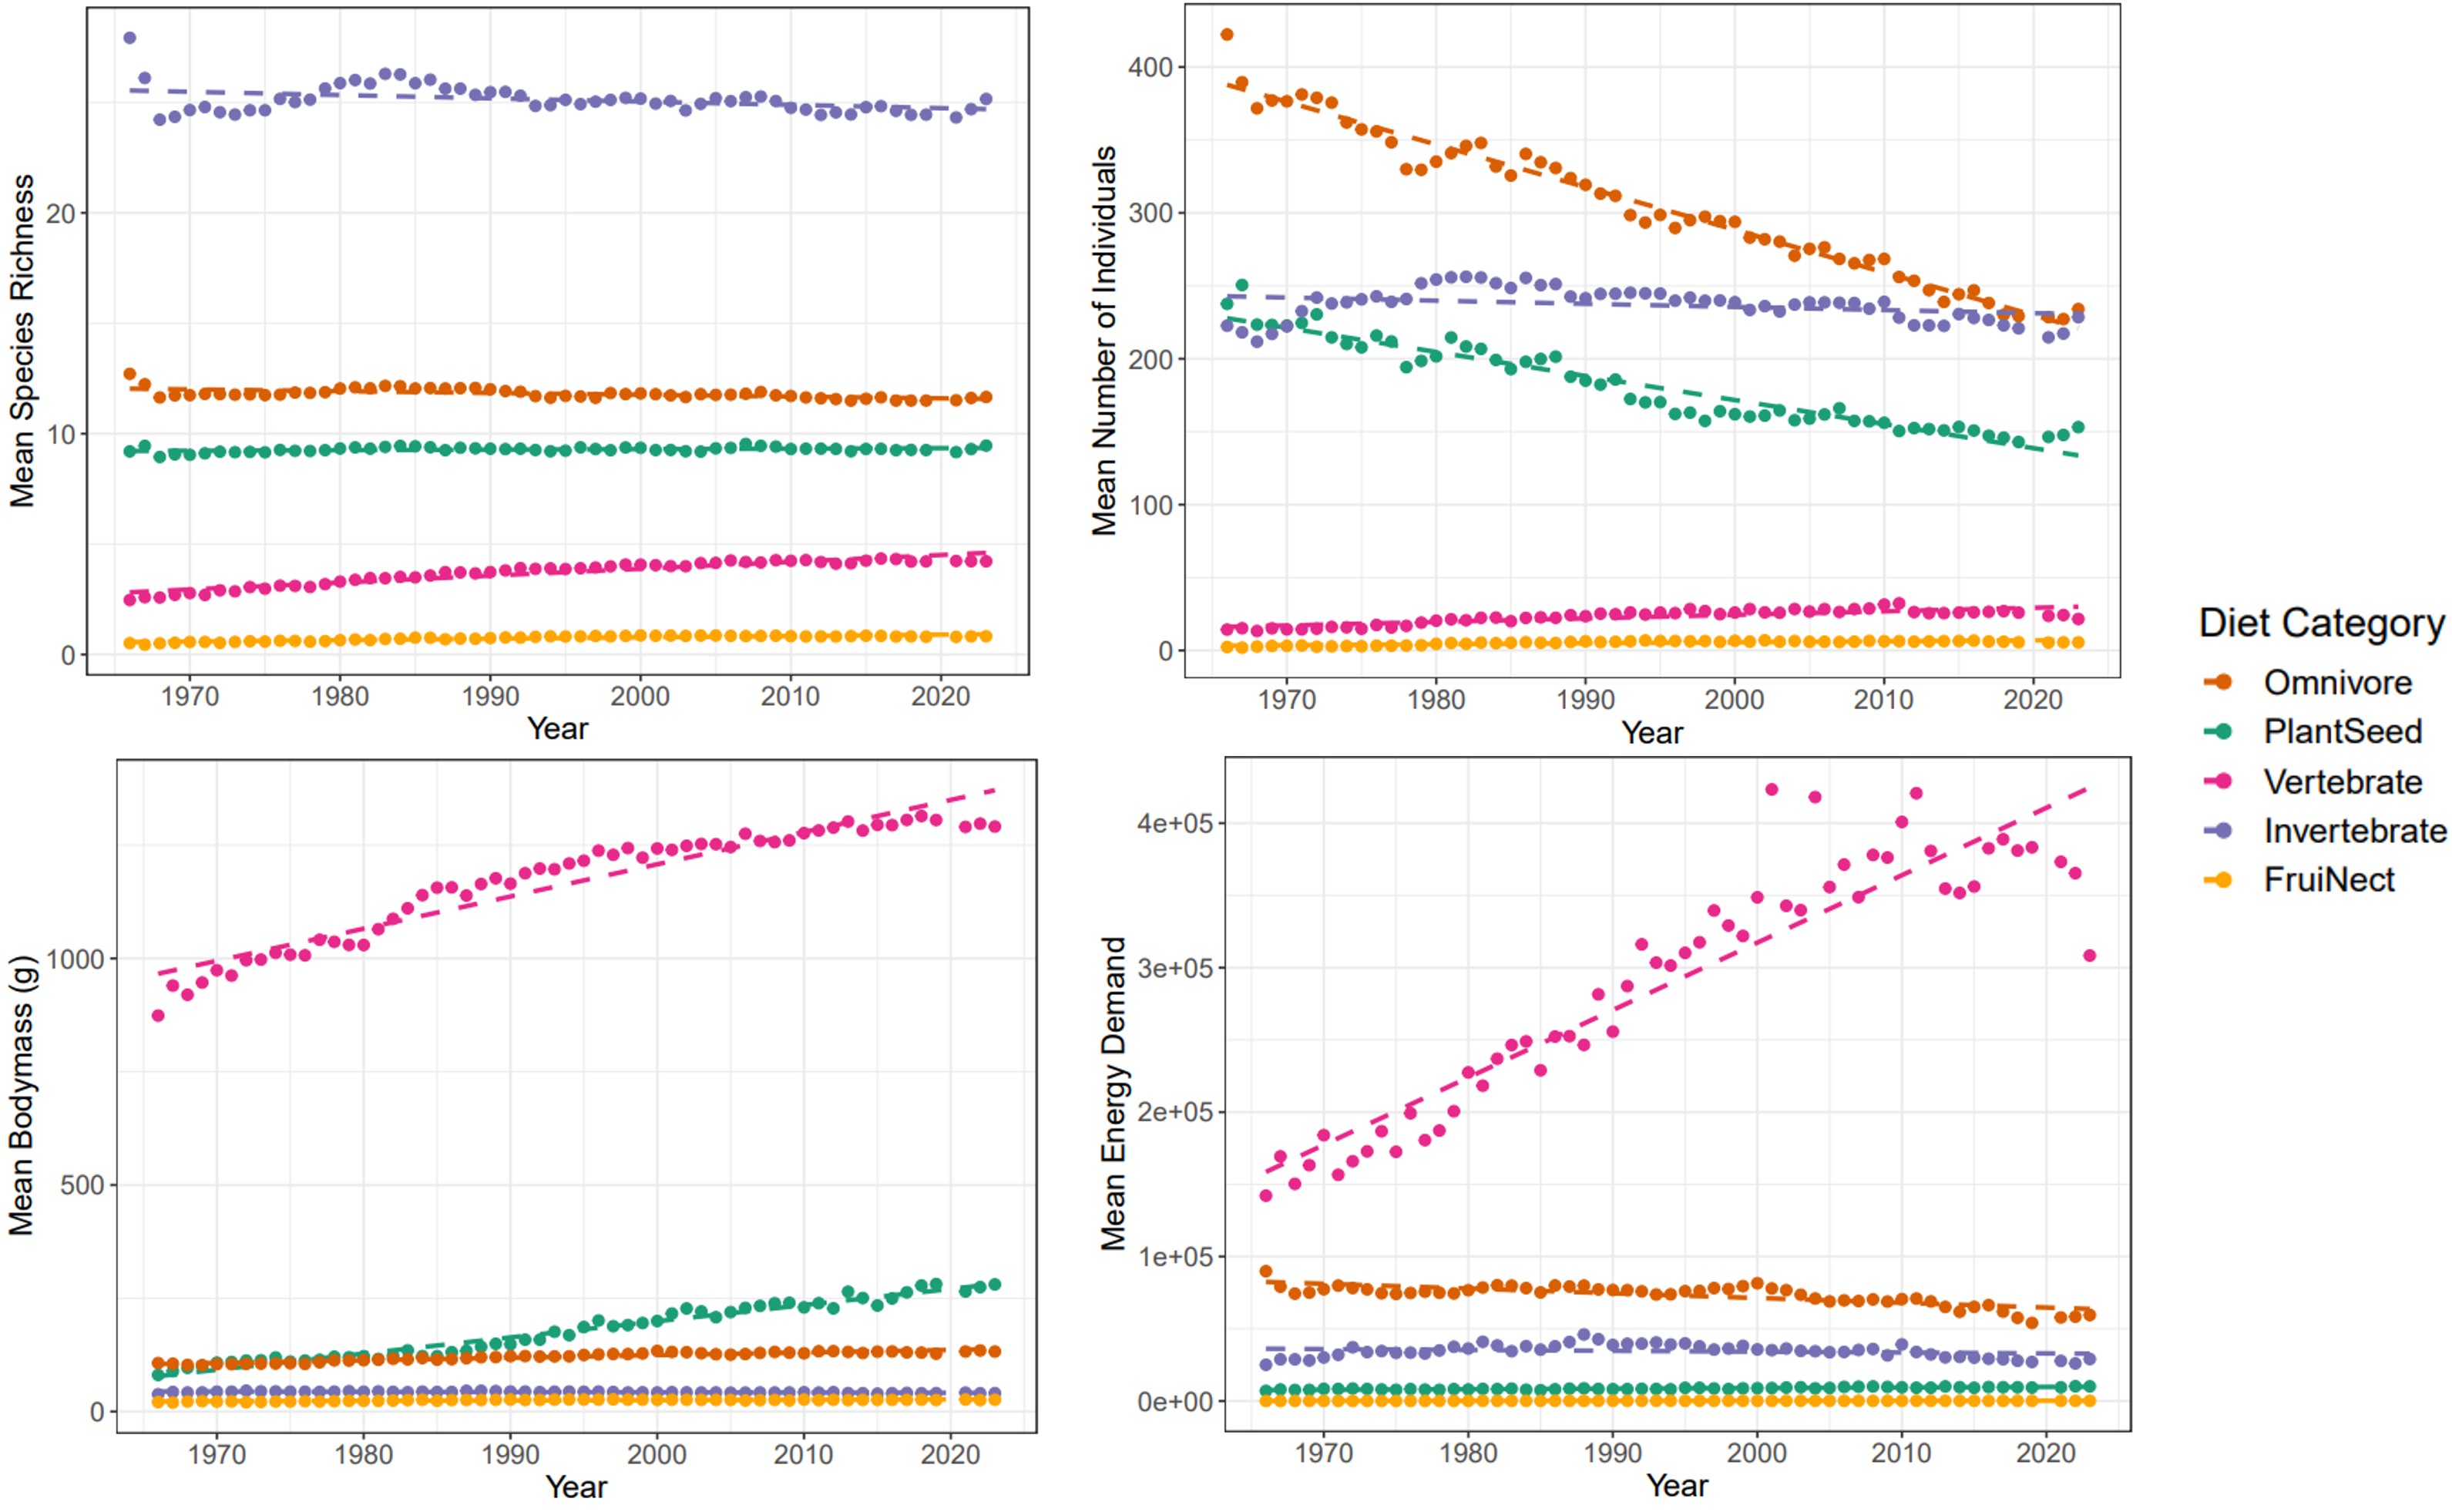 Mean Species Richness
20
10
0
1970 1980 1990 2000 2010 2020
Year
Mean Number of Individuals
400
300
200
100
0
1970 1980 1990 2000 2010 2020
Year
Mean Bodymass (g)
1000
500
0
1970 1980 1990 2000 2010 2020
Year
Mean Energy Demand
4e+05
3e+05
2e+05
1e+05
0e+00
1970 1980 1990 2000 2010 2020
Year
Diet Category
Omnivore
PlantSeed
Vertebrate
Invertebrate
FruiNect